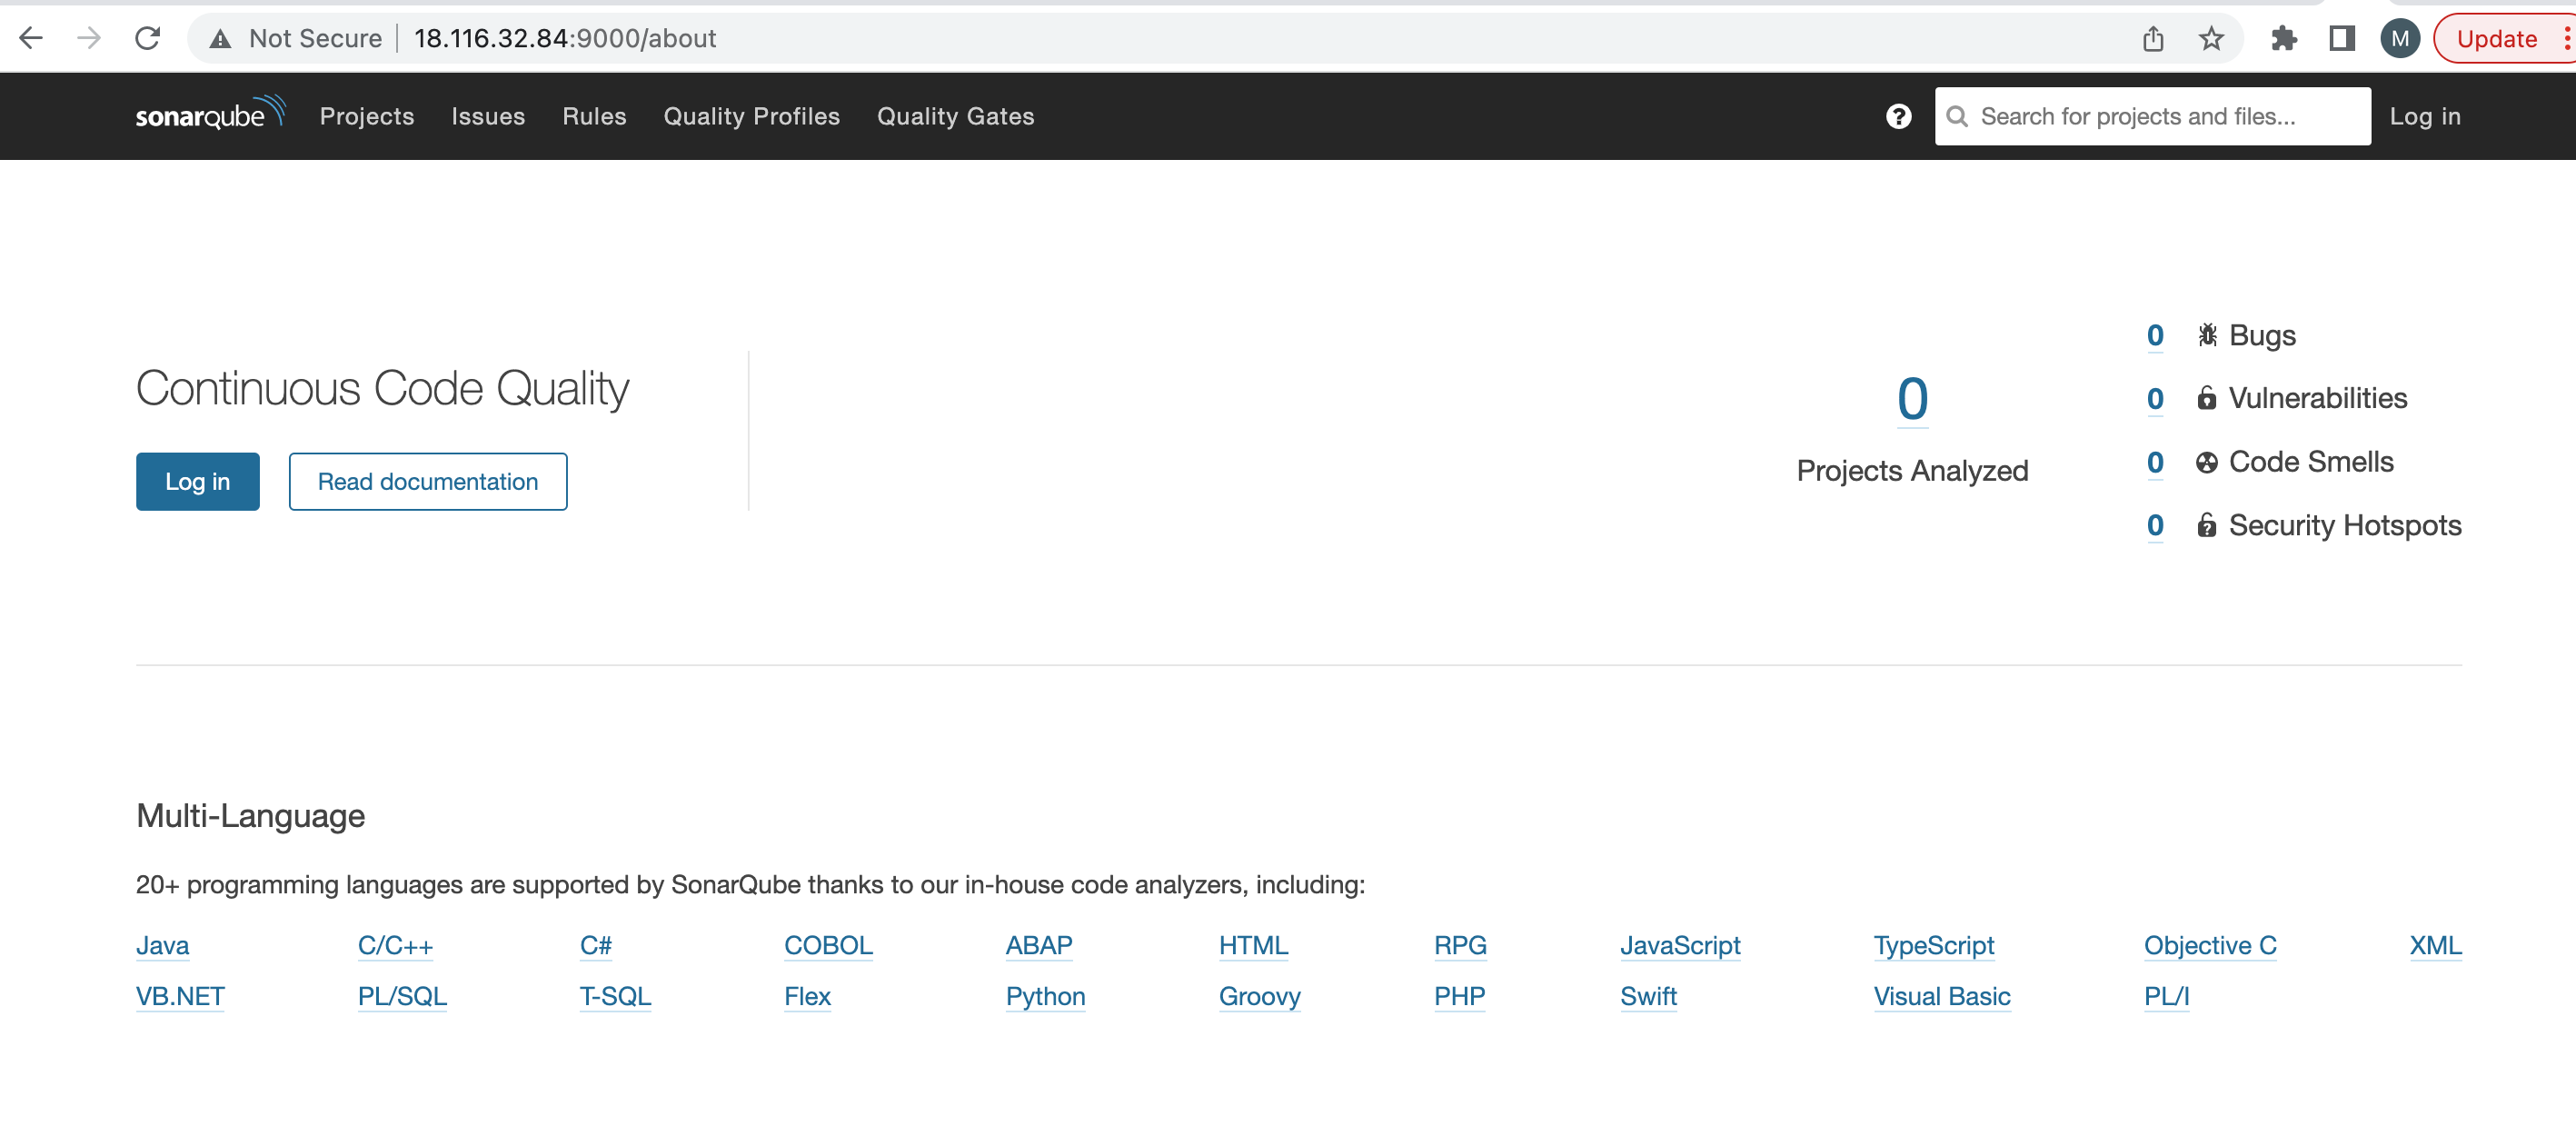 Not Secure 18.116.32.84:9000/about M Update
sonarqube Projects Issues Rules Quality Profiles Quality Gates ? Search for projects and files... Log in
Continuous Code Quality
Log in Read documentation
0
Projects Analyzed
0 Bugs
0 Vulnerabilities
0 Code Smells
0 Security Hotspots
Multi-Language
20+ programming languages are supported by SonarQube thanks to our in-house code analyzers, including:
Java C/C++ C# COBOL ABAP HTML RPG JavaScript TypeScript Objective C XML
VB.NET PL/SQL T-SQL Flex Python Groovy PHP Swift Visual Basic PL/I